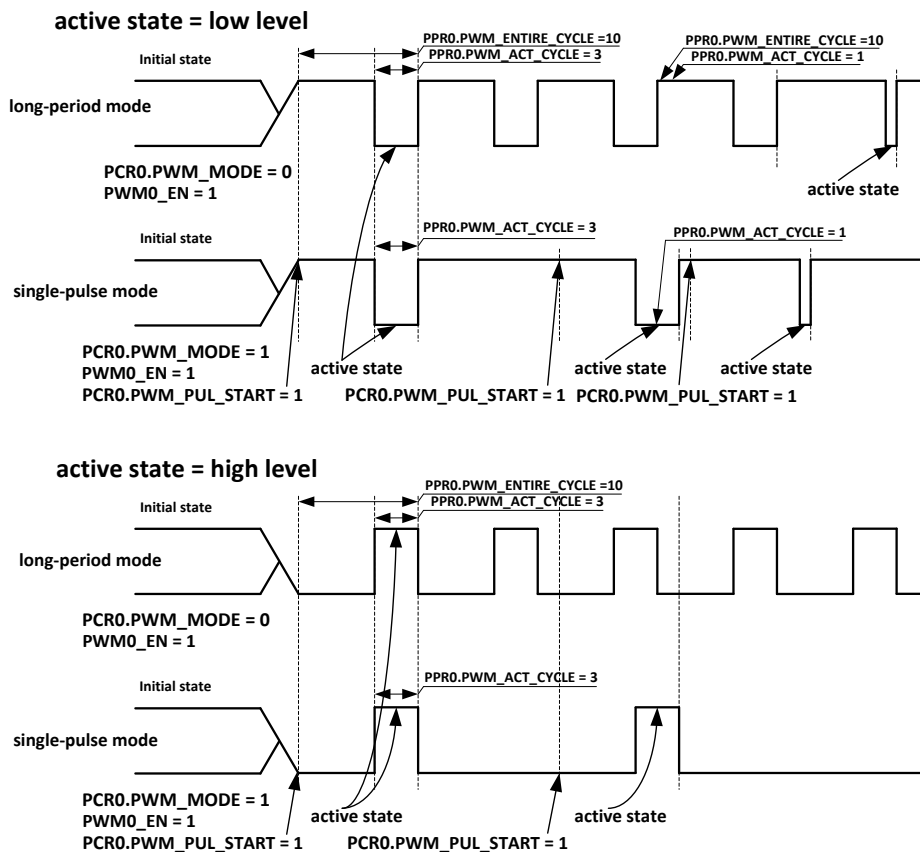 active state = low level
PPR0.PWM_ENTIRE_CYCLE=10
PPR0.PWM_ACT_CYCLE = 3
PPR0.PWM_ENTIRE_CYCLE=10
PPR0.PWM_ACT_CYCLE = 1
Initial state
long-period mode
PCR0.PWM_MODE = 0
PWM0_EN = 1
active state
Initial state
PPR0.PWM_ACT_CYCLE = 3
PPR0.PWM_ACT_CYCLE = 1
single-pulse mode
PCR0.PWM_MODE = 1
PWM0_EN = 1
PCR0.PWM_PUL_START = 1
active state
PCR0.PWM_PUL_START = 1
active state
PCR0.PWM_PUL_START = 1
active state
active state = high level
PPR0.PWM_ENTIRE_CYCLE =10
PPR0.PWM_ACT_CYCLE = 3
Initial state
long-period mode
PCR0.PWM_MODE = 0
PWM0_EN = 1
PPR0.PWM_ACT_CYCLE = 3
Initial state
single-pulse mode
PCR0.PWM_MODE = 1
PWM0_EN = 1
PCR0.PWM_PUL_START = 1
active state
PCR0.PWM_PUL_START = 1
active state